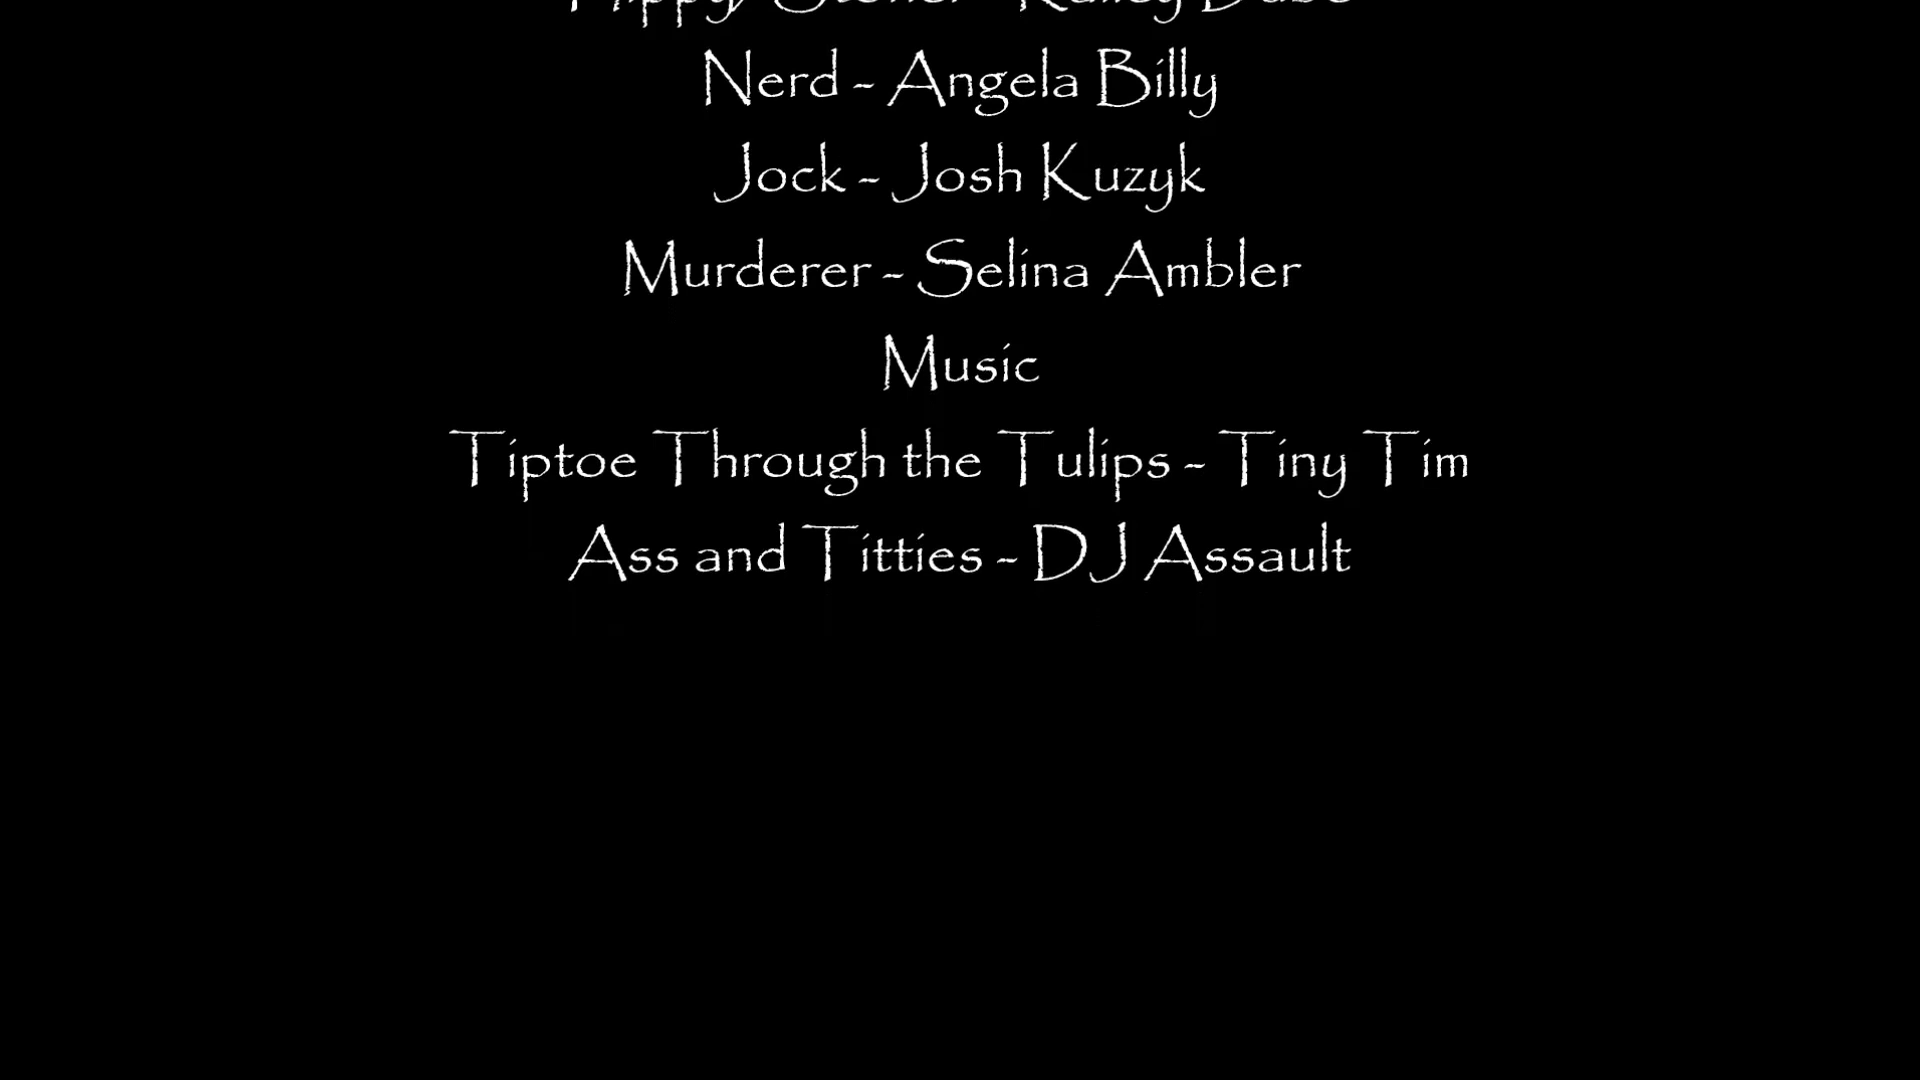 Nerd - Angela Billy
Jock - Josh Kuzyk
Murderer - Selina Ambler
Music
Tiptoe Through the Tulips - Tiny Tim
Ass and Titties - DJ Assault